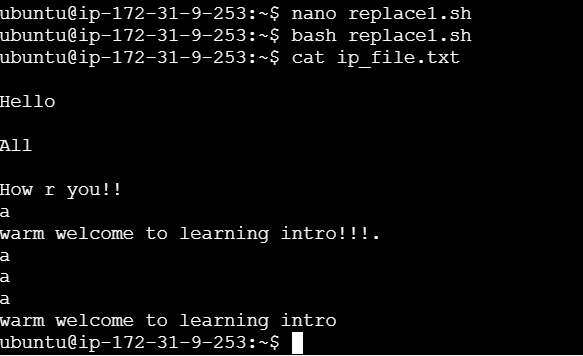 ubuntu@ip-172-31-9-253:~$ nano replace1.sh
ubuntu@ip-172-31-9-253:~$ bash replace1.sh
ubuntu@ip-172-31-9-253:~$ cat ip_file.txt
Hello
All
How r you!!
a
warm welcome to learning intro!!!.
a
a
a
warm welcome to learning intro
ubuntu@ip-172-31-9-253:~$